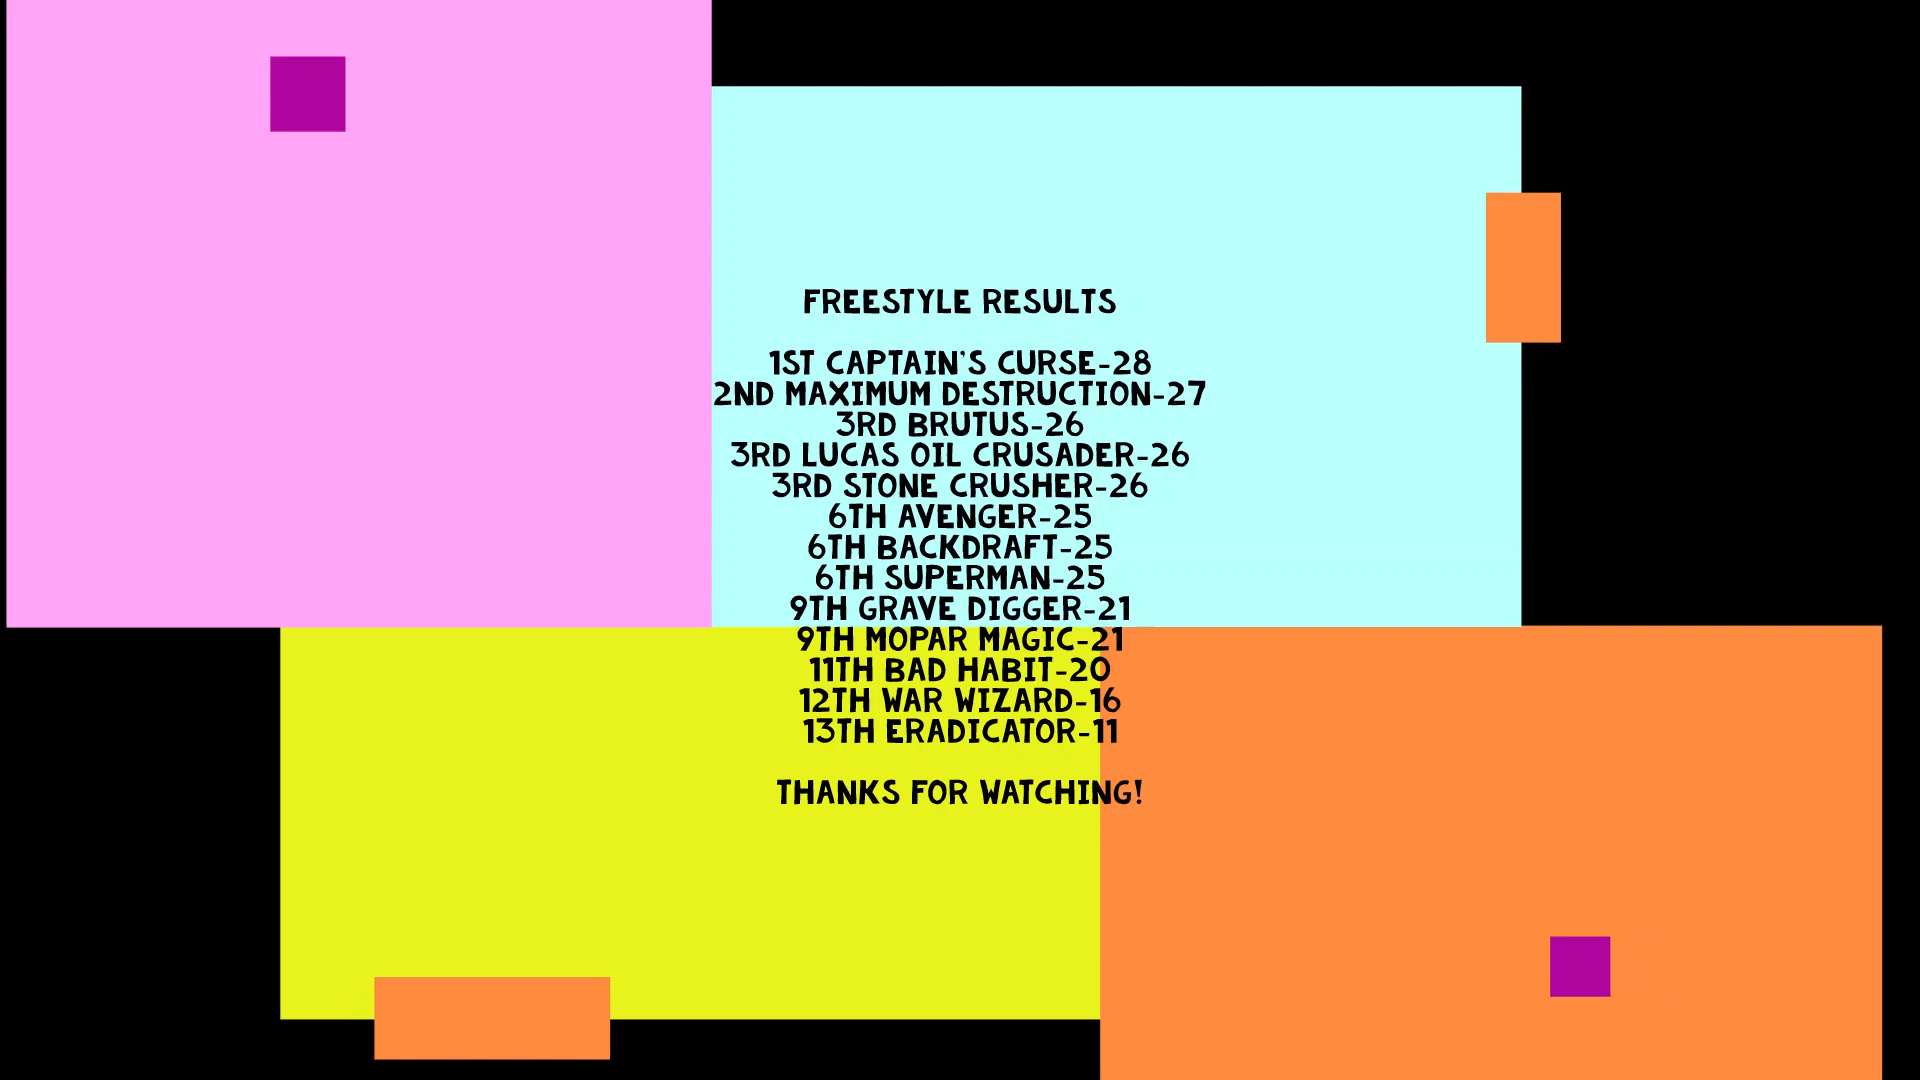 FREESTYLE RESULTS
1ST CAPTAIN'S CURSE-28
2ND MAXIMUM DESTRUCTION-27
3RD BRUTUS-26
3RD LUCAS OIL CRUSADER-26
3RD STONE CRUSHER-26
6TH AVENGER-25
6TH BACKDRAFT-25
6TH SUPERMAN-25
9TH GRAVE DIGGER-21
9TH MOPAR MAGIC-21
11TH BAD HABIT-20
12TH WAR WIZARD-16
13TH ERADICATOR-11
THANKS FOR WATCHING!